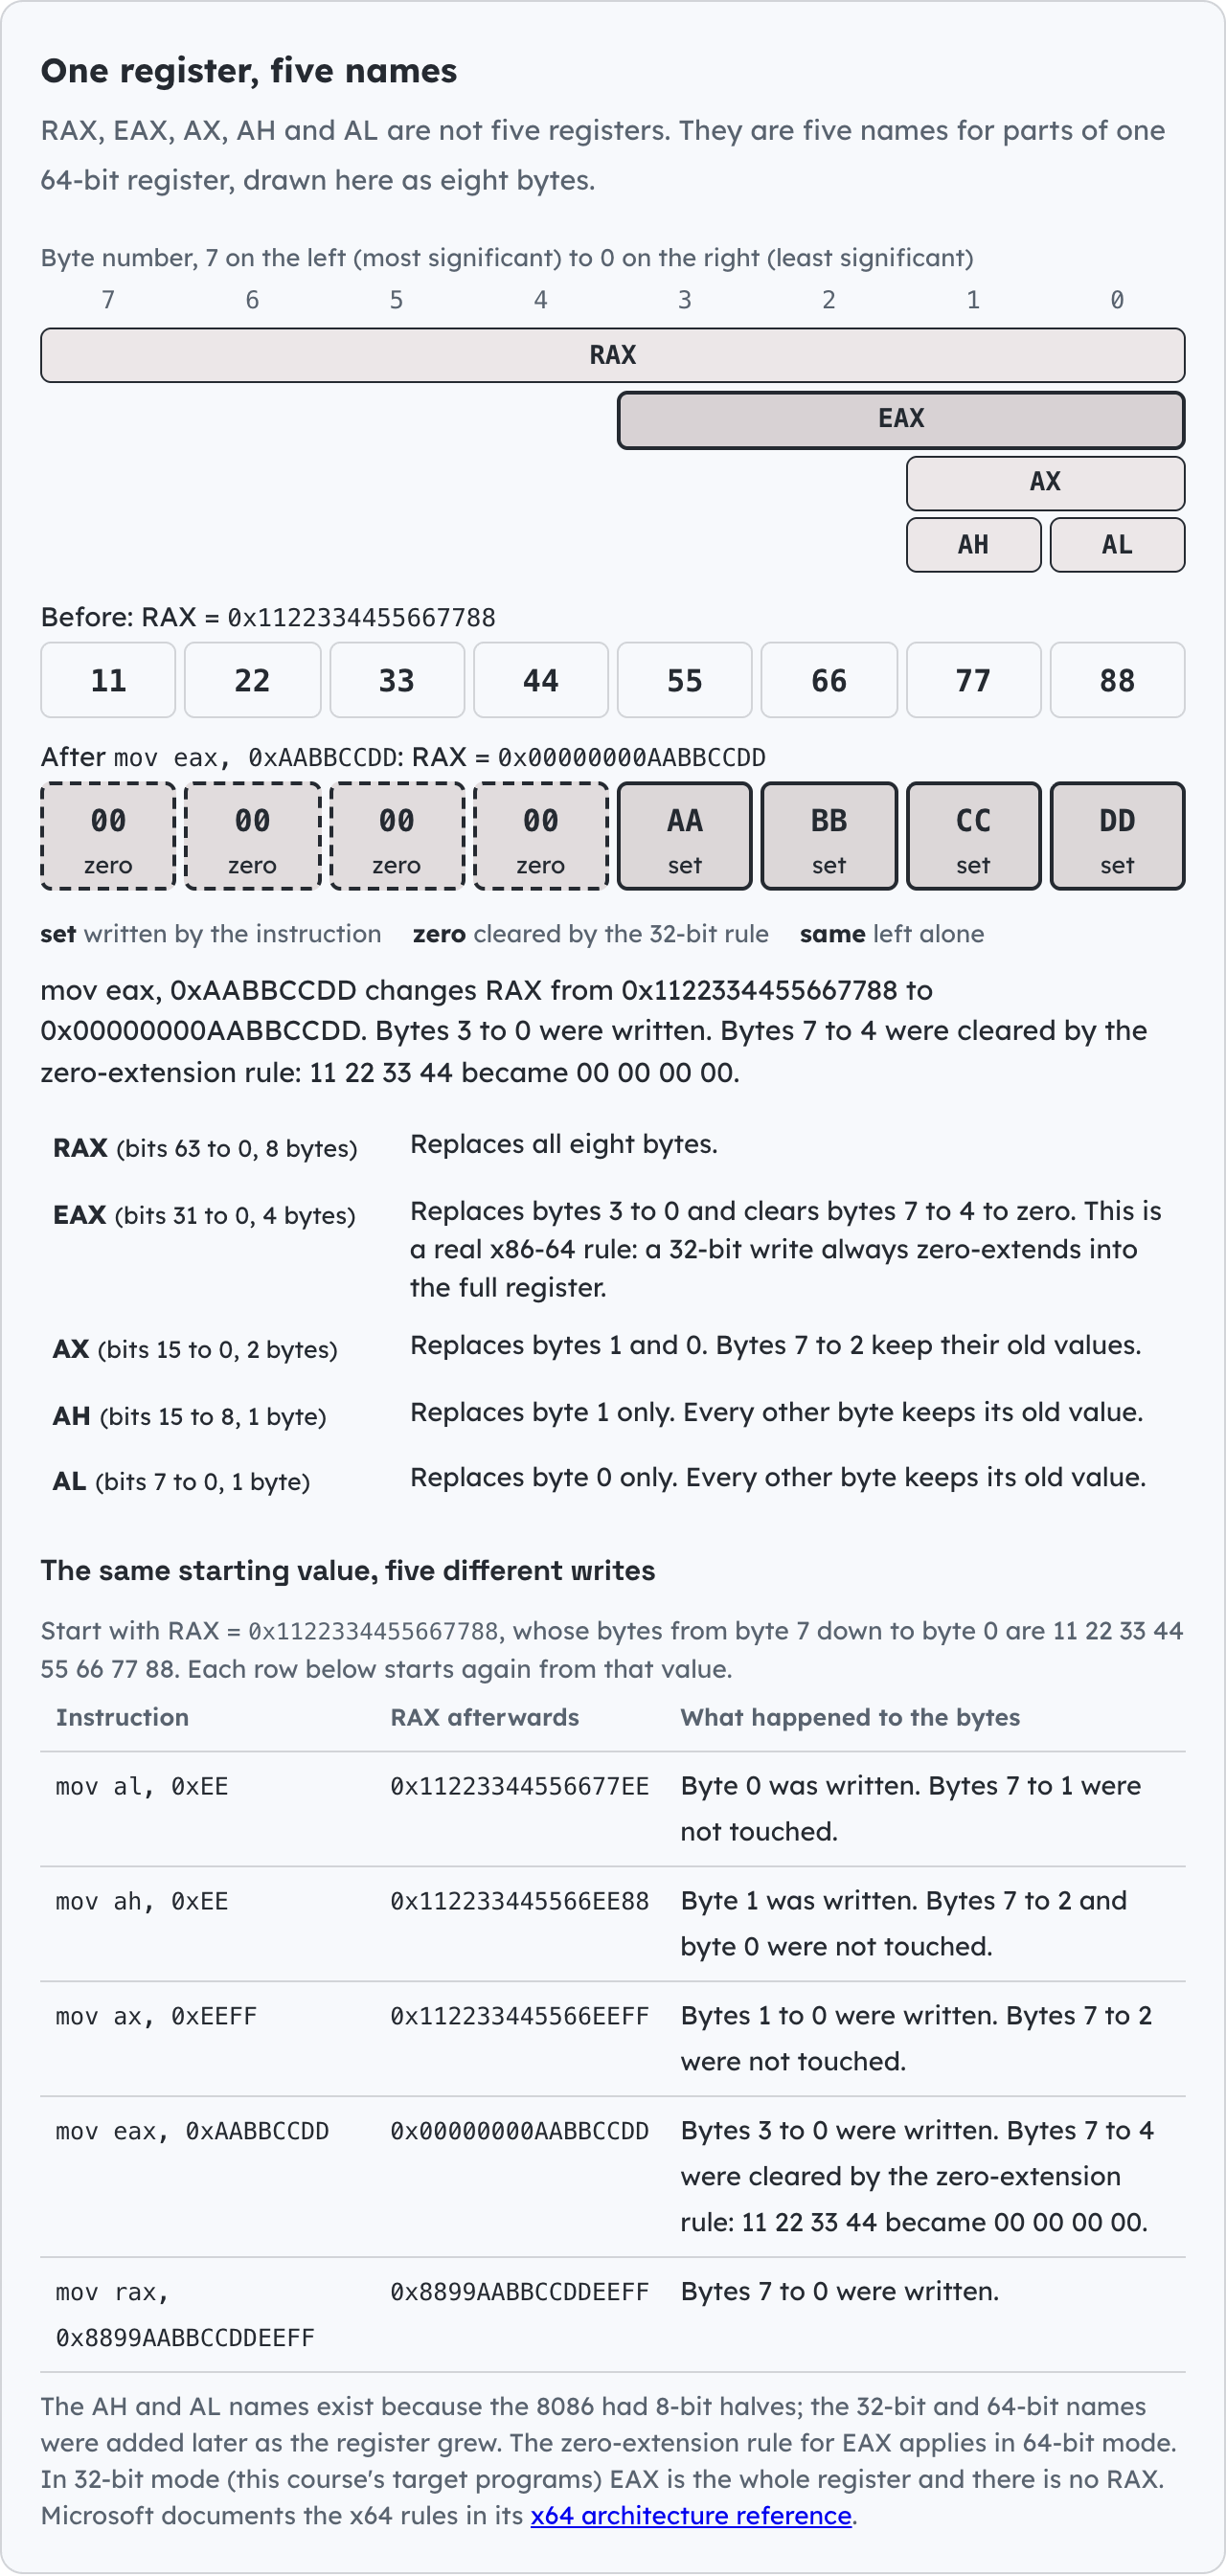 One register, five names
RAX, EAX, AX, AH and AL are not five registers. They are five names for parts of one
64-bit register, drawn here as eight bytes.
Byte number, 7 on the left (most significant) to 0 on the right (least significant)
7 6 5 4 3 2 1 0
RAX
EAX
AX
AH AL
Before: RAX = 0x1122334455667788
11 22 33 44 55 66 77 88
After mov eax, 0xAABBCCDD: RAX = 0x00000000AABBCCDD
00 00 00 00 AA BB CC DD
zero zero zero zero set set set set
set written by the instruction zero cleared by the 32-bit rule same left alone
mov eax, 0xAABBCCDD changes RAX from 0x1122334455667788 to
0x00000000AABBCCDD. Bytes 3 to 0 were written. Bytes 7 to 4 were cleared by the
zero-extension rule: 11 22 33 44 became 00 00 00 00.
RAX (bits 63 to 0, 8 bytes) Replaces all eight bytes.
EAX (bits 31 to 0, 4 bytes) Replaces bytes 3 to 0 and clears bytes 7 to 4 to zero. This is
a real x86-64 rule: a 32-bit write always zero-extends into
the full register.
AX (bits 15 to 0, 2 bytes) Replaces bytes 1 and 0. Bytes 7 to 2 keep their old values.
AH (bits 15 to 8, 1 byte) Replaces byte 1 only. Every other byte keeps its old value.
AL (bits 7 to 0, 1 byte) Replaces byte 0 only. Every other byte keeps its old value.
The same starting value, five different writes
Start with RAX = 0x1122334455667788, whose bytes from byte 7 down to byte 0 are 11 22 33 44
55 66 77 88. Each row below starts again from that value.
Instruction RAX afterwards What happened to the bytes
mov al, 0xEE 0x11223344556677EE Byte 0 was written. Bytes 7 to 1 were
not touched.
mov ah, 0xEE 0x112233445566EE88 Byte 1 was written. Bytes 7 to 2 and
byte 0 were not touched.
mov ax, 0xEEFF 0x112233445566EEFF Bytes 1 to 0 were written. Bytes 7 to 2
were not touched.
mov eax, 0xAABBCCDD 0x00000000AABBCCDD Bytes 3 to 0 were written. Bytes 7 to 4
were cleared by the zero-extension
rule: 11 22 33 44 became 00 00 00 00.
mov rax, 0x8899AABBCCDDEEFF Bytes 7 to 0 were written.
0x8899AABBCCDDEEFF
The AH and AL names exist because the 8086 had 8-bit halves; the 32-bit and 64-bit names
were added later as the register grew. The zero-extension rule for EAX applies in 64-bit mode.
In 32-bit mode (this course's target programs) EAX is the whole register and there is no RAX.
Microsoft documents the x64 rules in its x64 architecture reference.